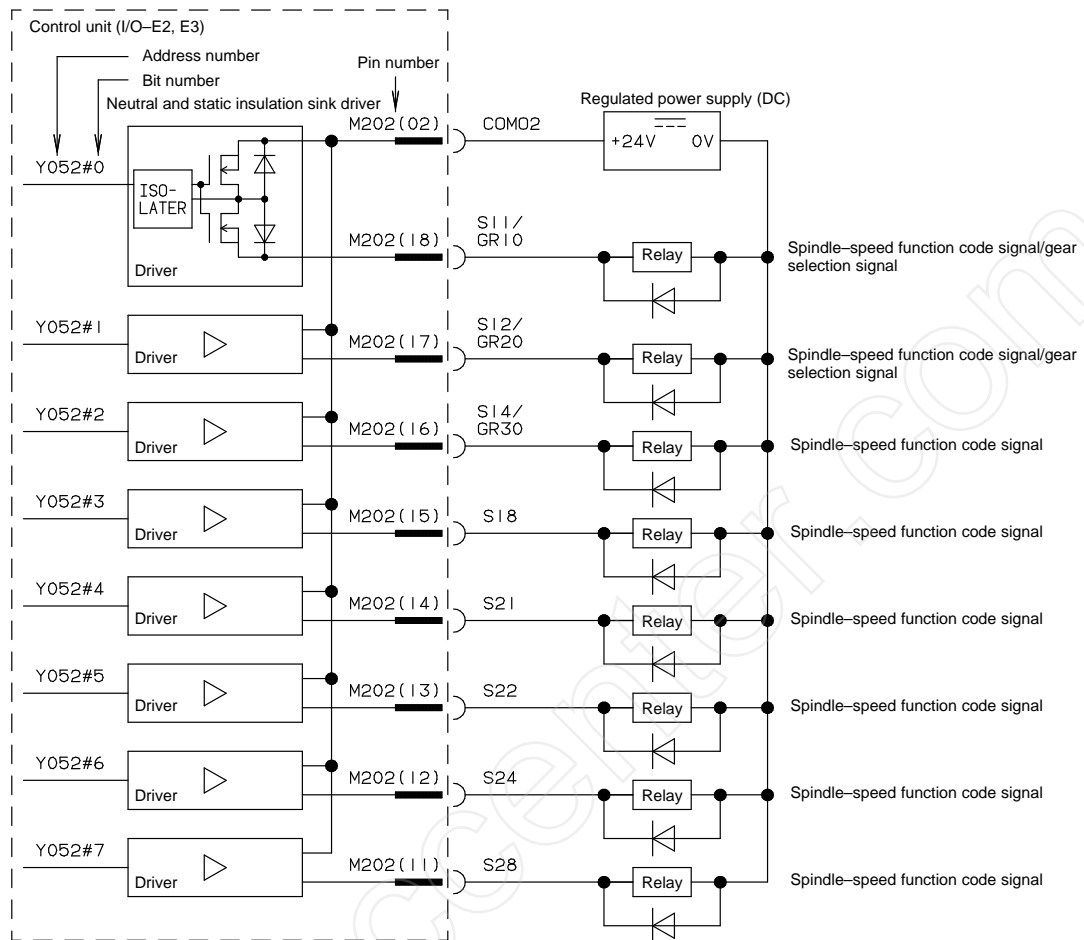 Control unit (I/O–E2, E3)
Address number
Bit number
Pin number
Neutral and static insulation sink driver
Regulated power supply (DC)
M202(02)
COM02
+24V 0V
Y052#0
ISO-
LATER
Driver
M202(18)
S11/
GR10
Relay
Spindle–speed function code signal/gear
selection signal
Y052#1
Driver
M202(17)
S12/
GR20
Relay
Spindle–speed function code signal/gear
selection signal
Y052#2
Driver
M202(16)
S14/
GR30
Relay
Spindle–speed function code signal
Y052#3
Driver
M202(15)
S18
Relay
Spindle–speed function code signal
Y052#4
Driver
M202(14)
S21
Relay
Spindle–speed function code signal
Y052#5
Driver
M202(13)
S22
Relay
Spindle–speed function code signal
Y052#6
Driver
M202(12)
S24
Relay
Spindle–speed function code signal
Y052#7
Driver
M202(11)
S28
Relay
Spindle–speed function code signal